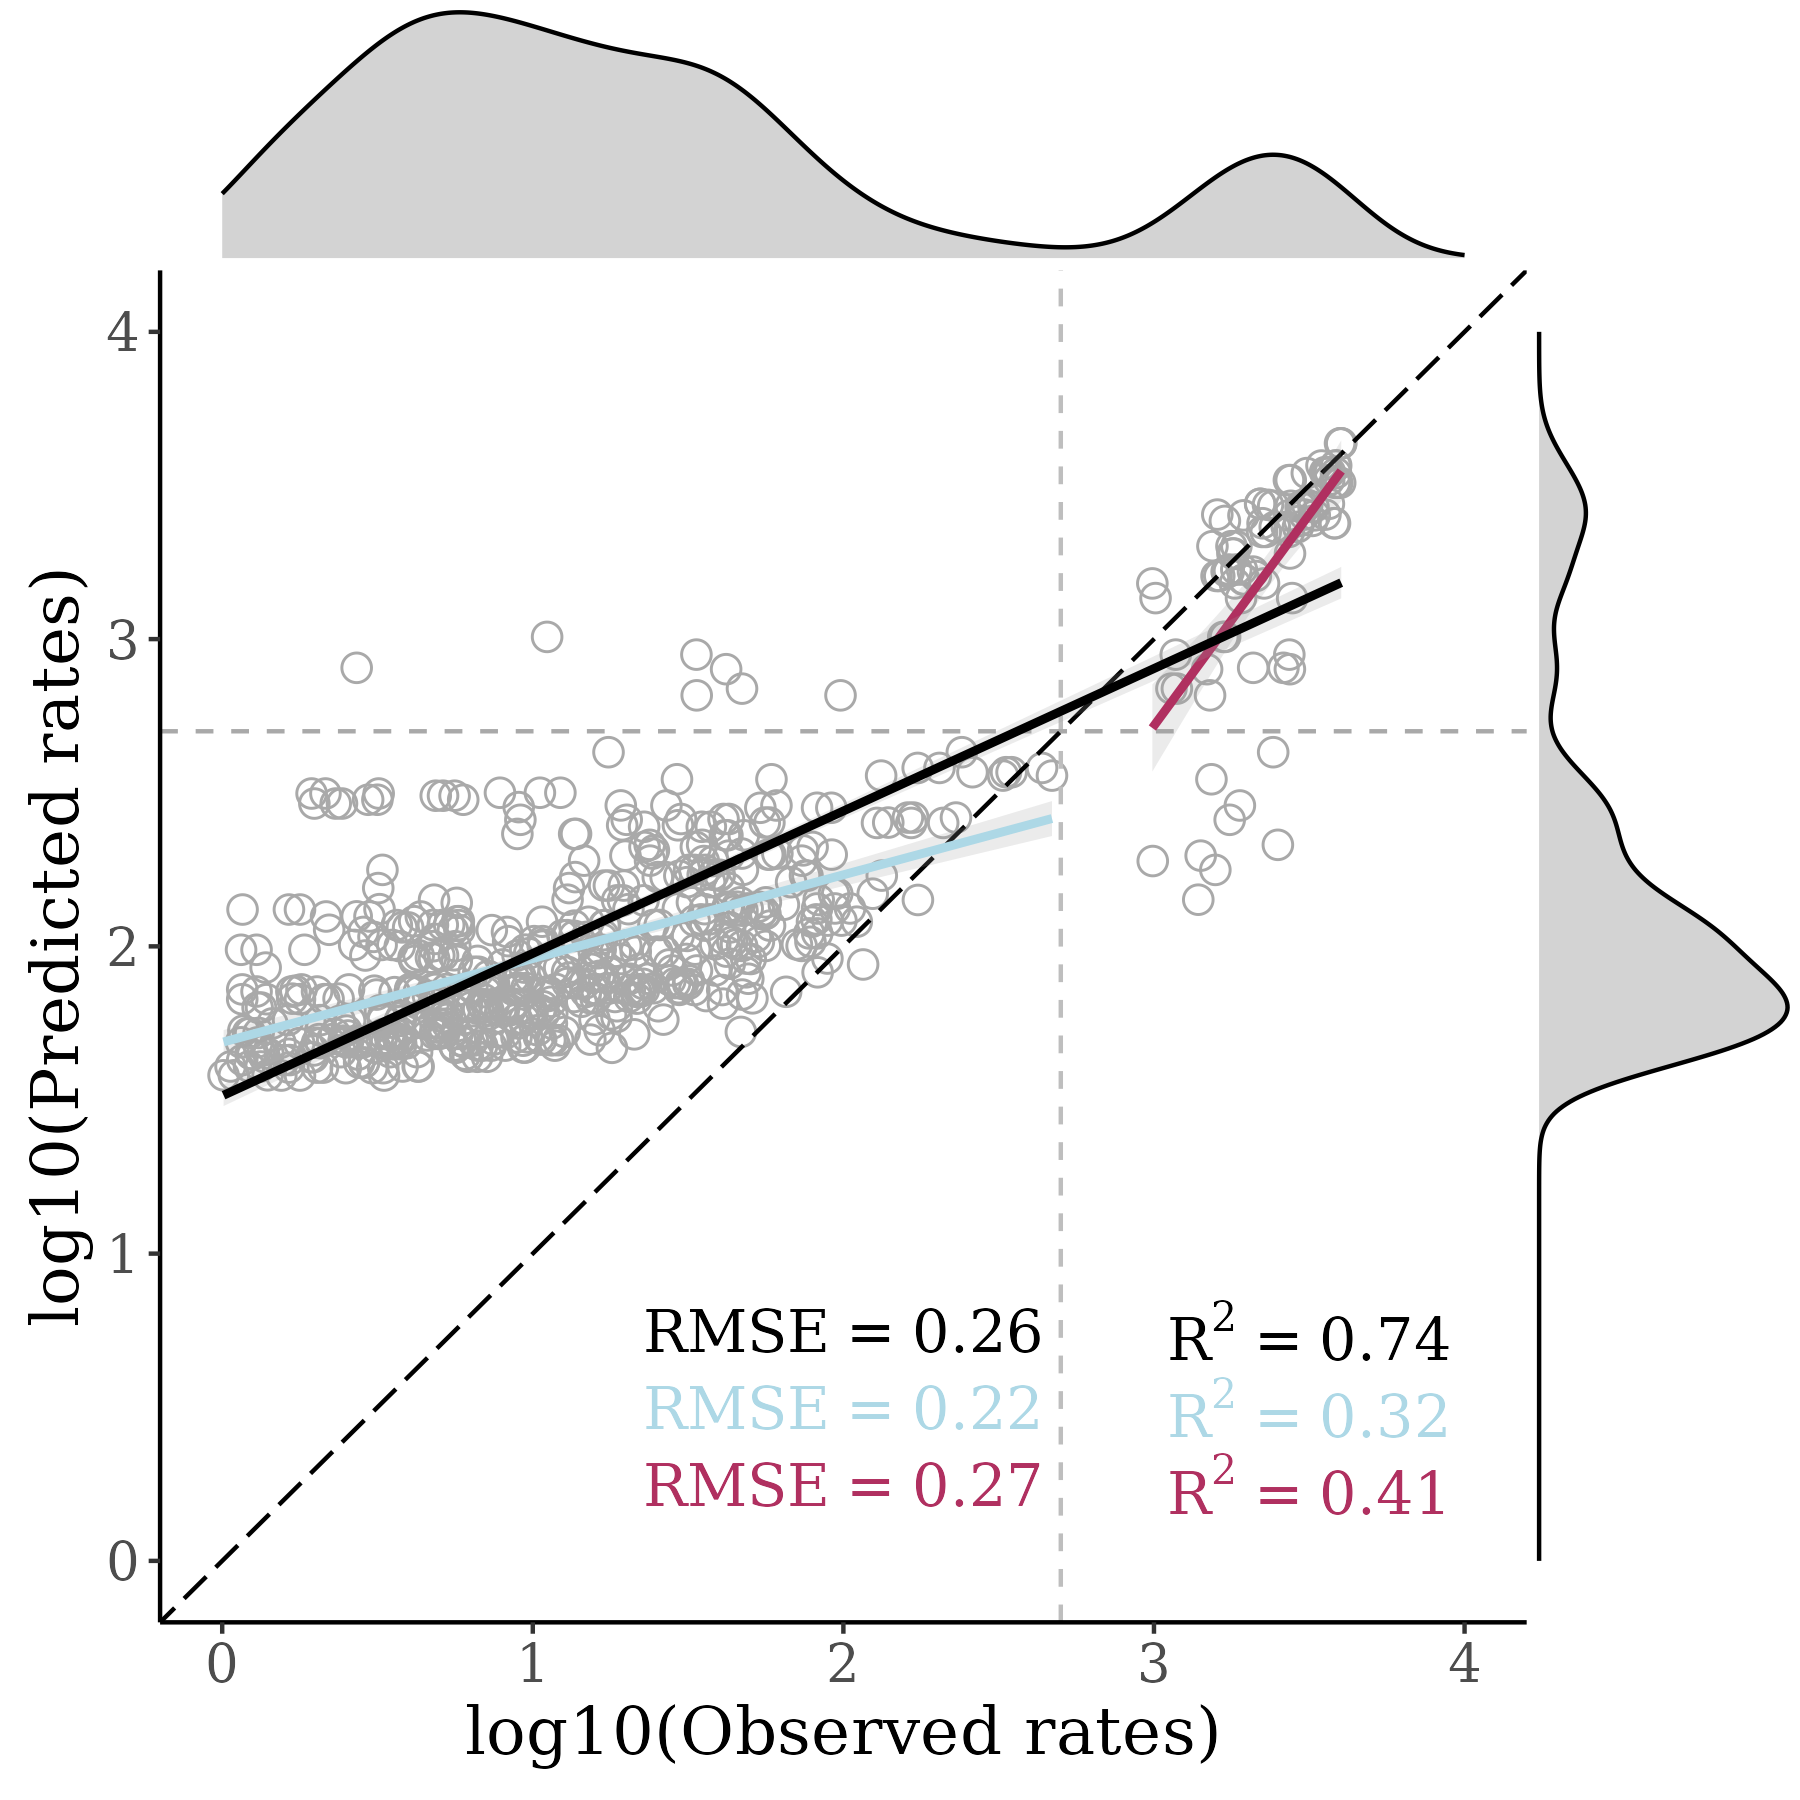 4
3
2
1
0
log10(Predicted rates)
RMSE = 0.26
R² = 0.74
RMSE = 0.22
R² = 0.32
RMSE = 0.27
R² = 0.41
0 1 2 3 4
log10(Observed rates)